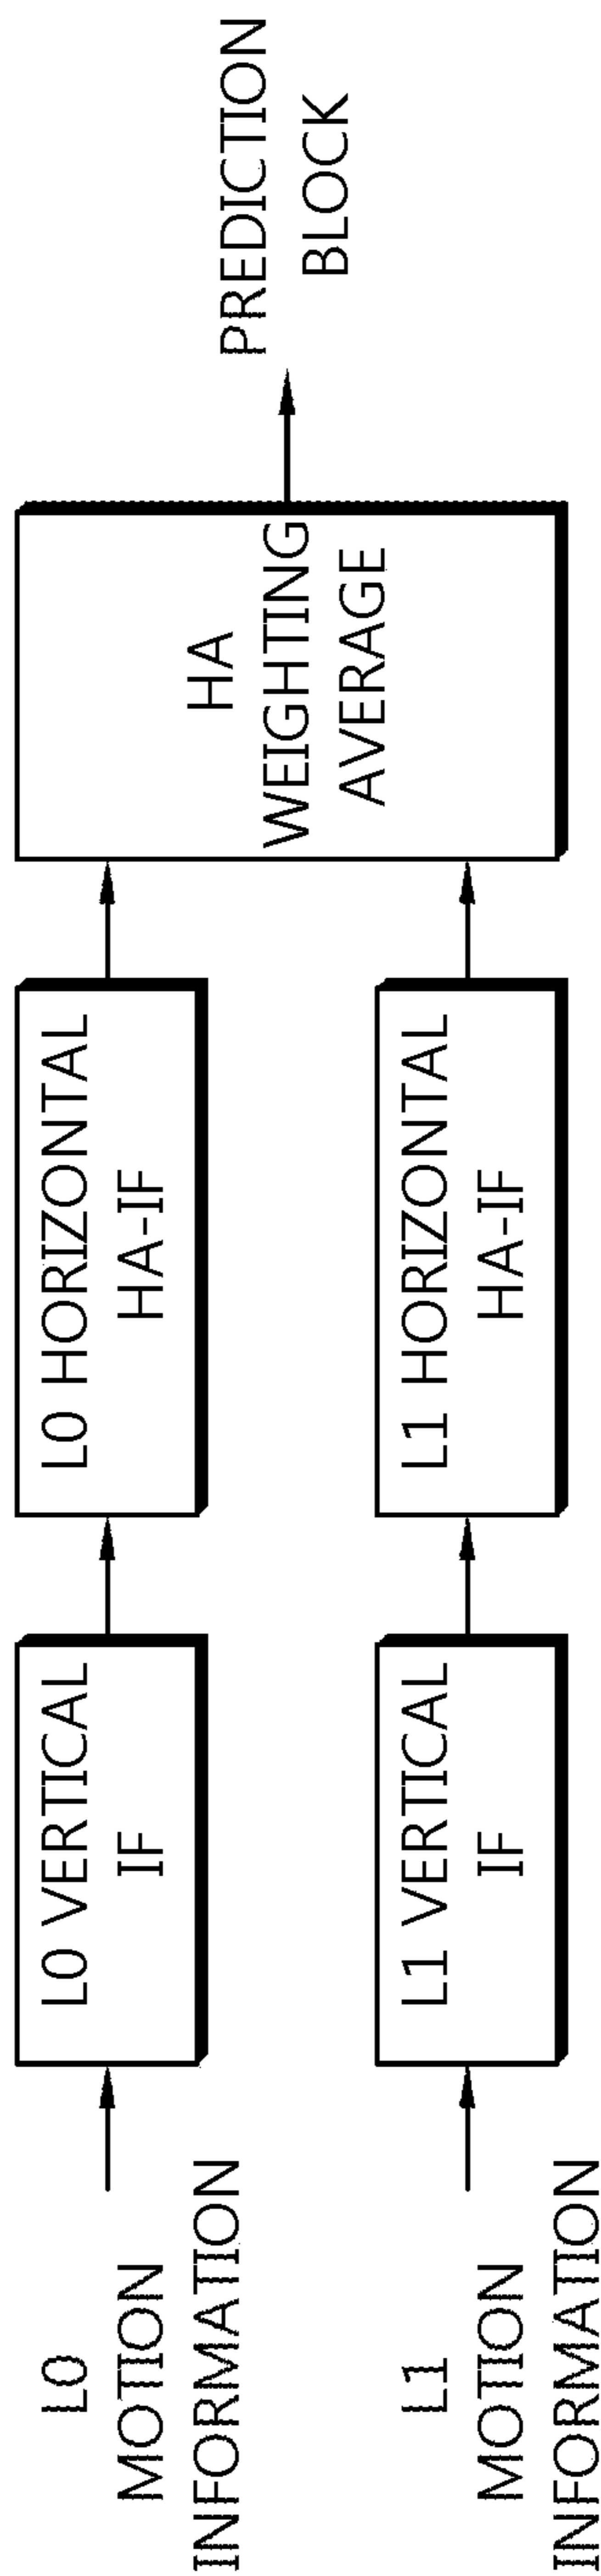 L0
MOTION
INFORMATION
L0 VERTICAL
IF
L0 HORIZONTAL
HA-IF
L1
MOTION
INFORMATION
L1 VERTICAL
IF
L1 HORIZONTAL
HA-IF
HA
WEIGHTING
AVERAGE
PREDICTION
BLOCK